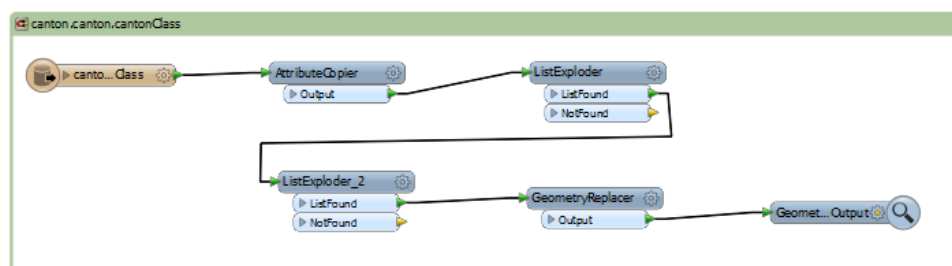 canton.canton.cantonClass
canto...Class
AttributeCopier
Output
ListExploder
ListFound
NotFound
ListExploder_2
ListFound
NotFound
GeometryReplacer
Output
Geomet...Output